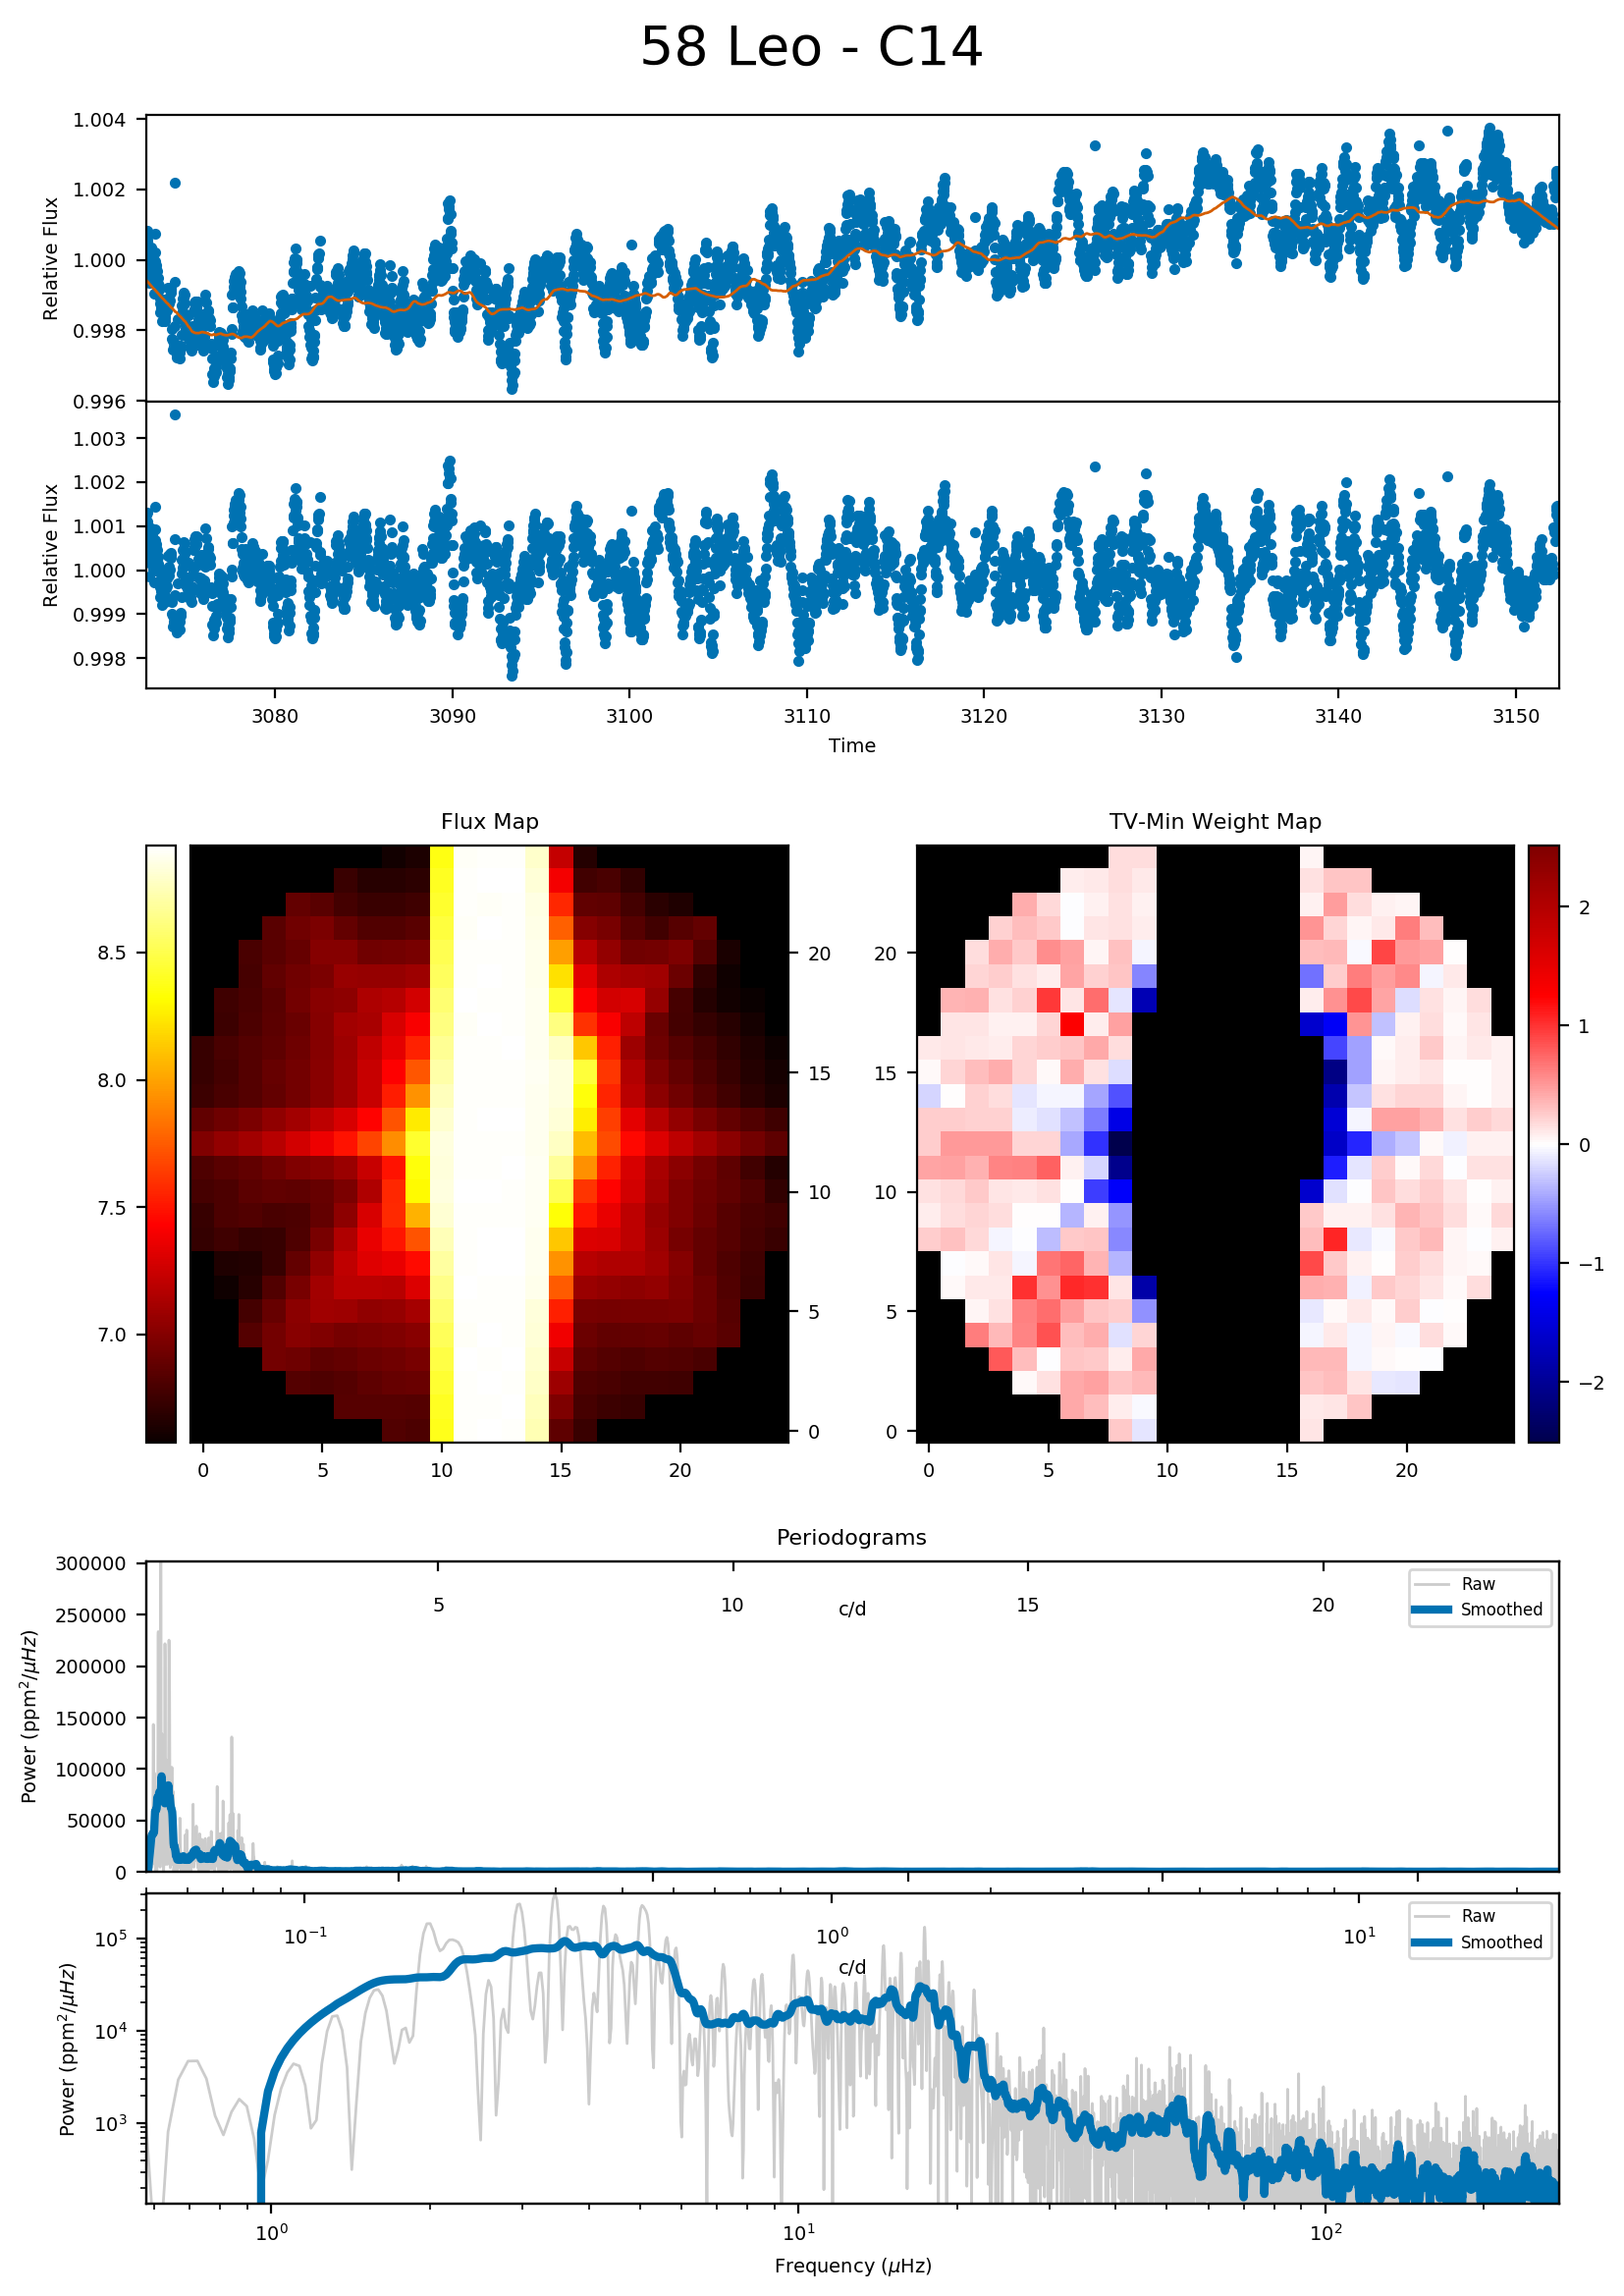 58 Leo - C14
1.004
1.002
1.000
0.998
0.996
Relative Flux
1.003
1.002
1.001
1.000
0.999
0.998
Relative Flux
3080 3090 3100 3110 3120 3130 3140 3150
Time
Flux Map
8.5
8.0
7.5
7.0
20
15
10
5
0
0 5 10 15 20
TV-Min Weight Map
20
15
10
5
0
0 5 10 15 20
2
1
0
−1
−2
Periodograms
300000
250000
200000
150000
100000
50000
0
Power (ppm²/μHz)
5 10 15 20
c/d
Raw
Smoothed
10⁵
10⁴
10³
Power (ppm²/μHz)
10⁻¹ 10⁰ 10¹
c/d
Raw
Smoothed
10⁰ 10¹ 10²
Frequency (μHz)